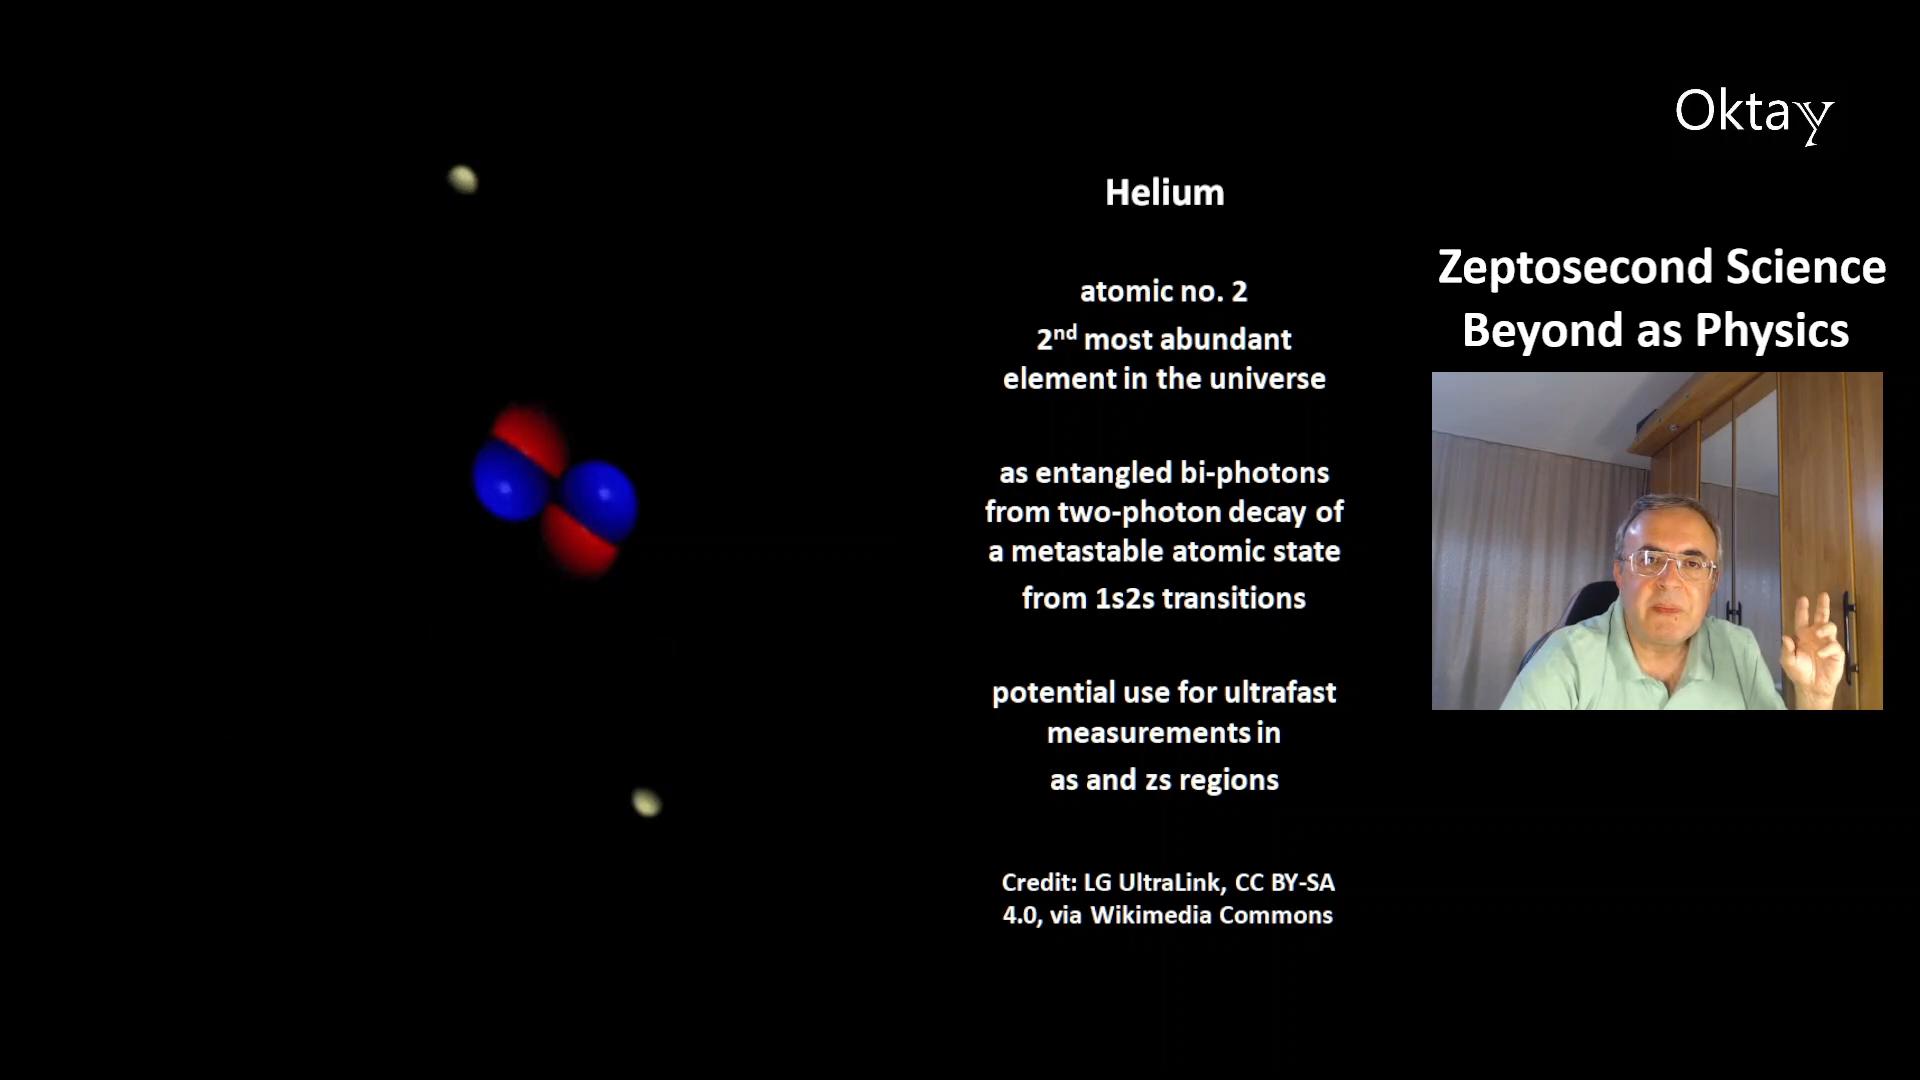 Oktay
Helium
Zeptosecond Science
Beyond as Physics
atomic no. 2
2nd most abundant
element in the universe
as entangled bi-photons
from two-photon decay of
a metastable atomic state
from 1s2s transitions
potential use for ultrafast
measurements in
as and zs regions
Credit: LG UltraLink, CC BY-SA
4.0, via Wikimedia Commons